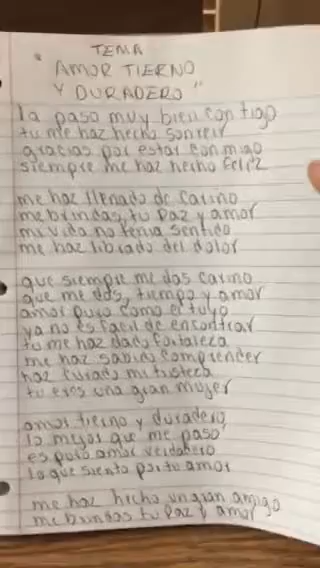 TEMA
"AMOR TIERNO
Y DURADERO"
la paso muy bien contigo
tu me haz hecho sonreir
gracias por estar conmigo
siempre me haz hecho feliz
me haz llenado de cariño
me brindas, tu paz y amor
mi vida no tenia sentido
me haz librado del dolor
que siempre me das cariño
que me das, tiempo y amor
amor puro como el tuyo
ya no es facil de encontrar
tu me haz dado fortaleza
me haz sabido comprender
haz curado mi tristeza
tu eres una gran mujer
amor tierno y duradero
lo mejor que me paso
es puro amor verdadero
lo que siento por tu amor
me haz hecho un gran amigo
me brindas tu paz y amor